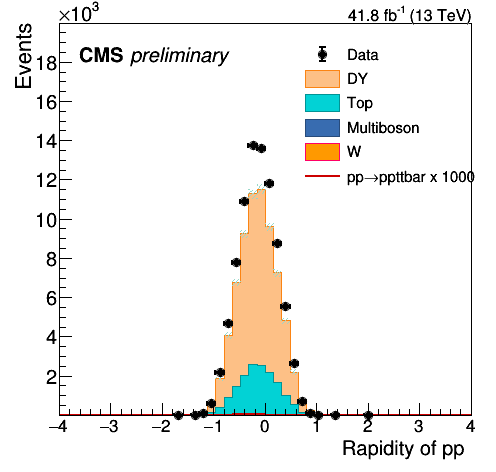 ×10³
41.8 fb⁻¹ (13 TeV)
Events
CMS preliminary
Data
DY
Top
Multiboson
W
pp→ppttbar x 1000
18
16
14
12
10
8
6
4
2
−4 −3 −2 −1 0 1 2 3 4
Rapidity of pp